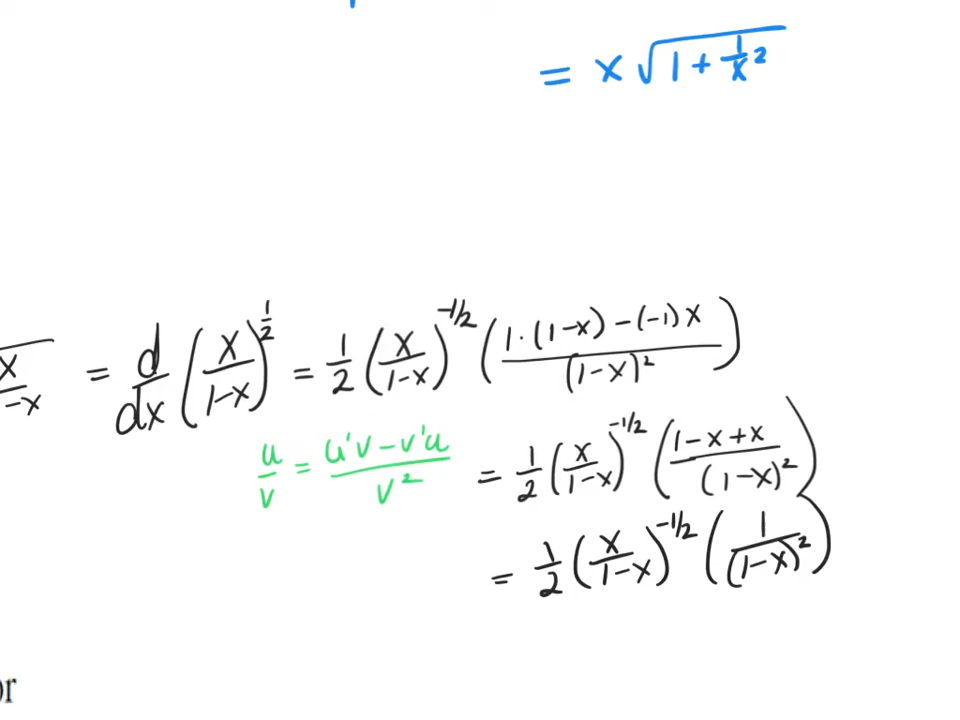 = x √(1 + 1/x²)
x/-x = d/dx (x/(1-x))^(1/2) = 1/2 (x/(1-x))^(-1/2) ((1·(1-x) - (-1)x)/(1-x)²)
u/v = (u'v - v'u)/v²
= 1/2 (x/(1-x))^(-1/2) ((1-x+x)/(1-x)²)
= 1/2 (x/(1-x))^(-1/2) (1/(1-x)²)
or